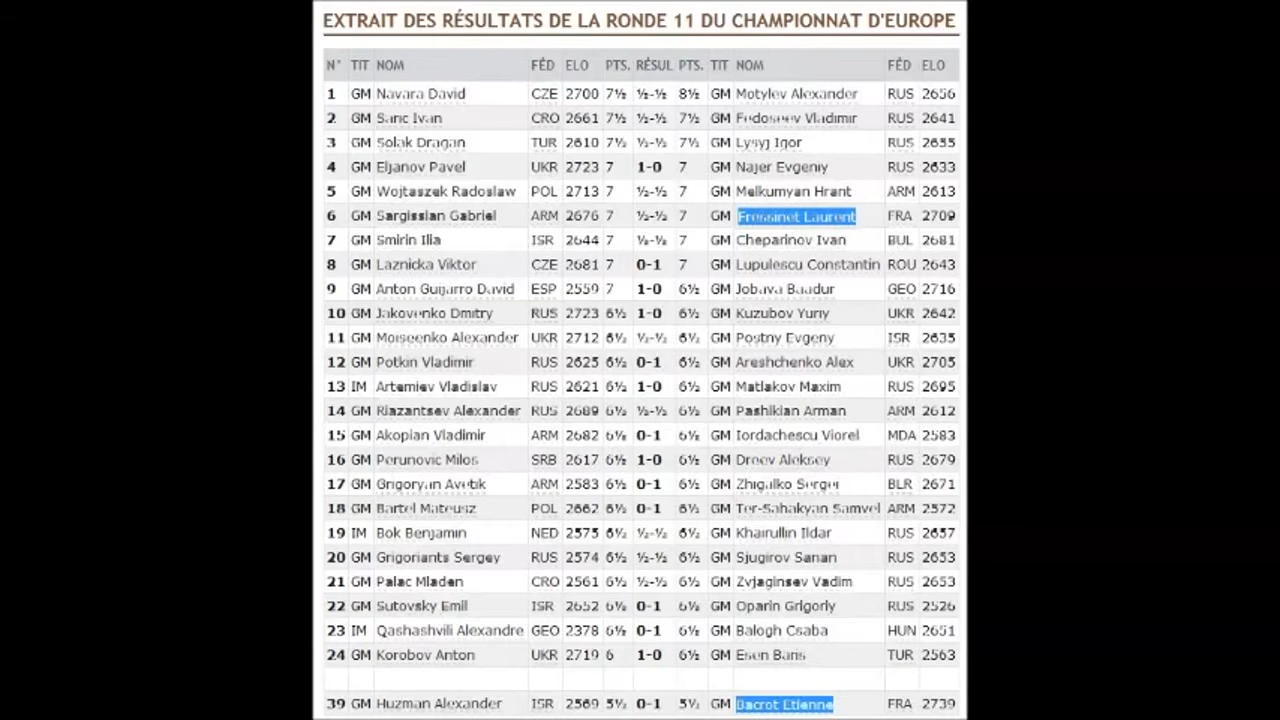 EXTRAIT DES RÉSULTATS DE LA RONDE 11 DU CHAMPIONNAT D'EUROPE
N° TIT NOM FÉD ELO PTS. RÉSUL PTS. TIT NOM FÉD ELO
1 GM Navara David CZE 2700 7½ ½-½ 8½ GM Motylev Alexander RUS 2656
2 GM Saric Ivan CRO 2661 7½ ½-½ 7½ GM Fedoseev Vladimir RUS 2641
3 GM Solak Dragan TUR 2610 7½ ½-½ 7½ GM Lysyj Igor RUS 2655
4 GM Eljanov Pavel UKR 2723 7 1-0 7 GM Najer Evgeniy RUS 2633
5 GM Wojtaszek Radoslaw POL 2713 7 ½-½ 7 GM Melkumyan Hrant ARM 2613
6 GM Sargissian Gabriel ARM 2676 7 ½-½ 7 GM Fressinet Laurent FRA 2709
7 GM Smirin Ilia ISR 2644 7 ½-½ 7 GM Cheparinov Ivan BUL 2681
8 GM Laznicka Viktor CZE 2681 7 0-1 7 GM Lupulescu Constantin ROU 2643
9 GM Anton Guijarro David ESP 2559 7 1-0 6½ GM Jobava Baadur GEO 2716
10 GM Jakovenko Dmitry RUS 2723 6½ 1-0 6½ GM Kuzubov Yuriy UKR 2642
11 GM Moiseenko Alexander UKR 2712 6½ ½-½ 6½ GM Postny Evgeny ISR 2635
12 GM Potkin Vladimir RUS 2625 6½ 0-1 6½ GM Areshchenko Alex UKR 2705
13 IM Artemiev Vladislav RUS 2621 6½ 1-0 6½ GM Matlakov Maxim RUS 2695
14 GM Riazantsev Alexander RUS 2689 6½ ½-½ 6½ GM Pashikian Arman ARM 2612
15 GM Akopian Vladimir ARM 2682 6½ 0-1 6½ GM Iordachescu Viorel MDA 2583
16 GM Perunovic Milos SRB 2617 6½ 1-0 6½ GM Dreev Aleksey RUS 2679
17 GM Grigoryan Avetik ARM 2583 6½ 0-1 6½ GM Zhigalko Sergei BLR 2671
18 GM Bartel Mateusz POL 2662 6½ 0-1 6½ GM Ter-Sahakyan Samvel ARM 2572
19 IM Bok Benjamin NED 2575 6½ ½-½ 6½ GM Khairullin Ildar RUS 2657
20 GM Grigoriants Sergey RUS 2574 6½ ½-½ 6½ GM Sjugirov Sanan RUS 2653
21 GM Palac Mladen CRO 2561 6½ ½-½ 6½ GM Zvjaginsev Vadim RUS 2653
22 GM Sutovsky Emil ISR 2652 6½ 0-1 6½ GM Oparin Grigoriy RUS 2526
23 IM Qashashvili Alexandre GEO 2378 6½ 0-1 6½ GM Balogh Csaba HUN 2651
24 GM Korobov Anton UKR 2719 6 1-0 6½ GM Esen Baris TUR 2563
39 GM Huzman Alexander ISR 2569 5½ 0-1 5½ GM Bacrot Etienne FRA 2739